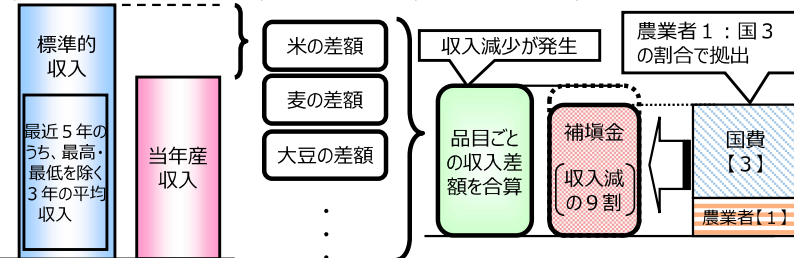 標準的
収入
最近５年の
うち、最高・
最低を除く
３年の平均
収入
当年産
収入
米の差額
麦の差額
大豆の差額
・
・
・
収入減少が発生
品目ごと
の収入差
額を合算
補塡金
収入減
の９割
農業者１：国３
の割合で拠出
国費
【３】
農業者【１】